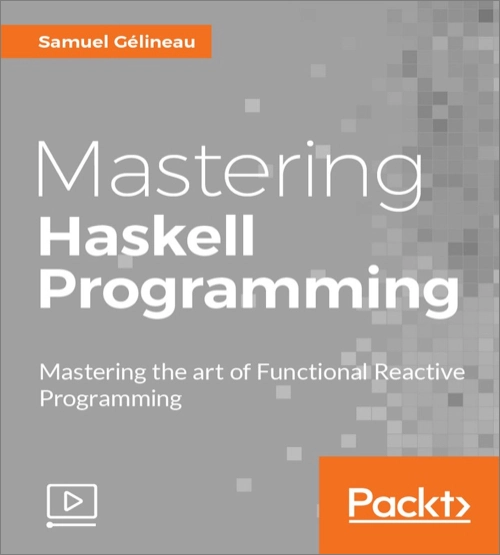 Samuel Gélineau
Mastering
Haskell
Programming
Mastering the art of Functional Reactive
Programming
Packt>